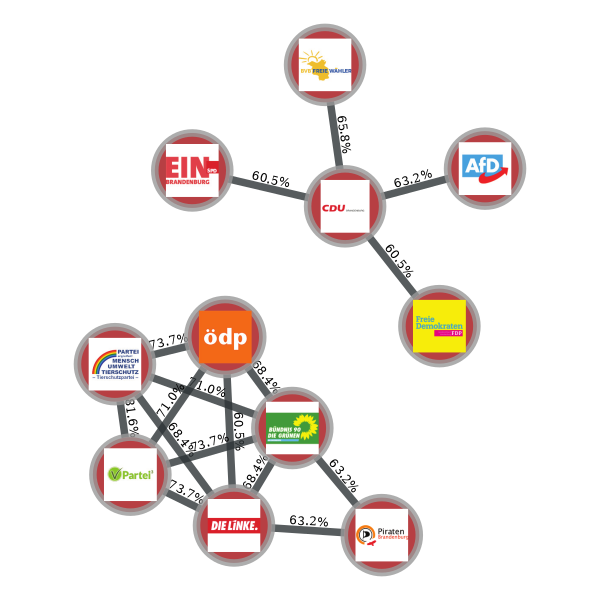 BVB FREIE WÄHLER
65.8%
EIN
SPD
BRANDENBURG
60.5%
63.2%
AfD
CDU
60.5%
Freie
Demokraten
FDP
ödp
73.7%
PARTEI
MENSCH
UMWELT
TIERSCHUTZ
– Tierschutzpartei –
68.4%
71.0%
71.0%
81.6%
60.5%
BÜNDNIS 90
DIE GRÜNEN
68.4%
73.7%
V Partei³
68.4%
63.2%
73.7%
DIE LiNKE.
63.2%
Piraten
Brandenburg